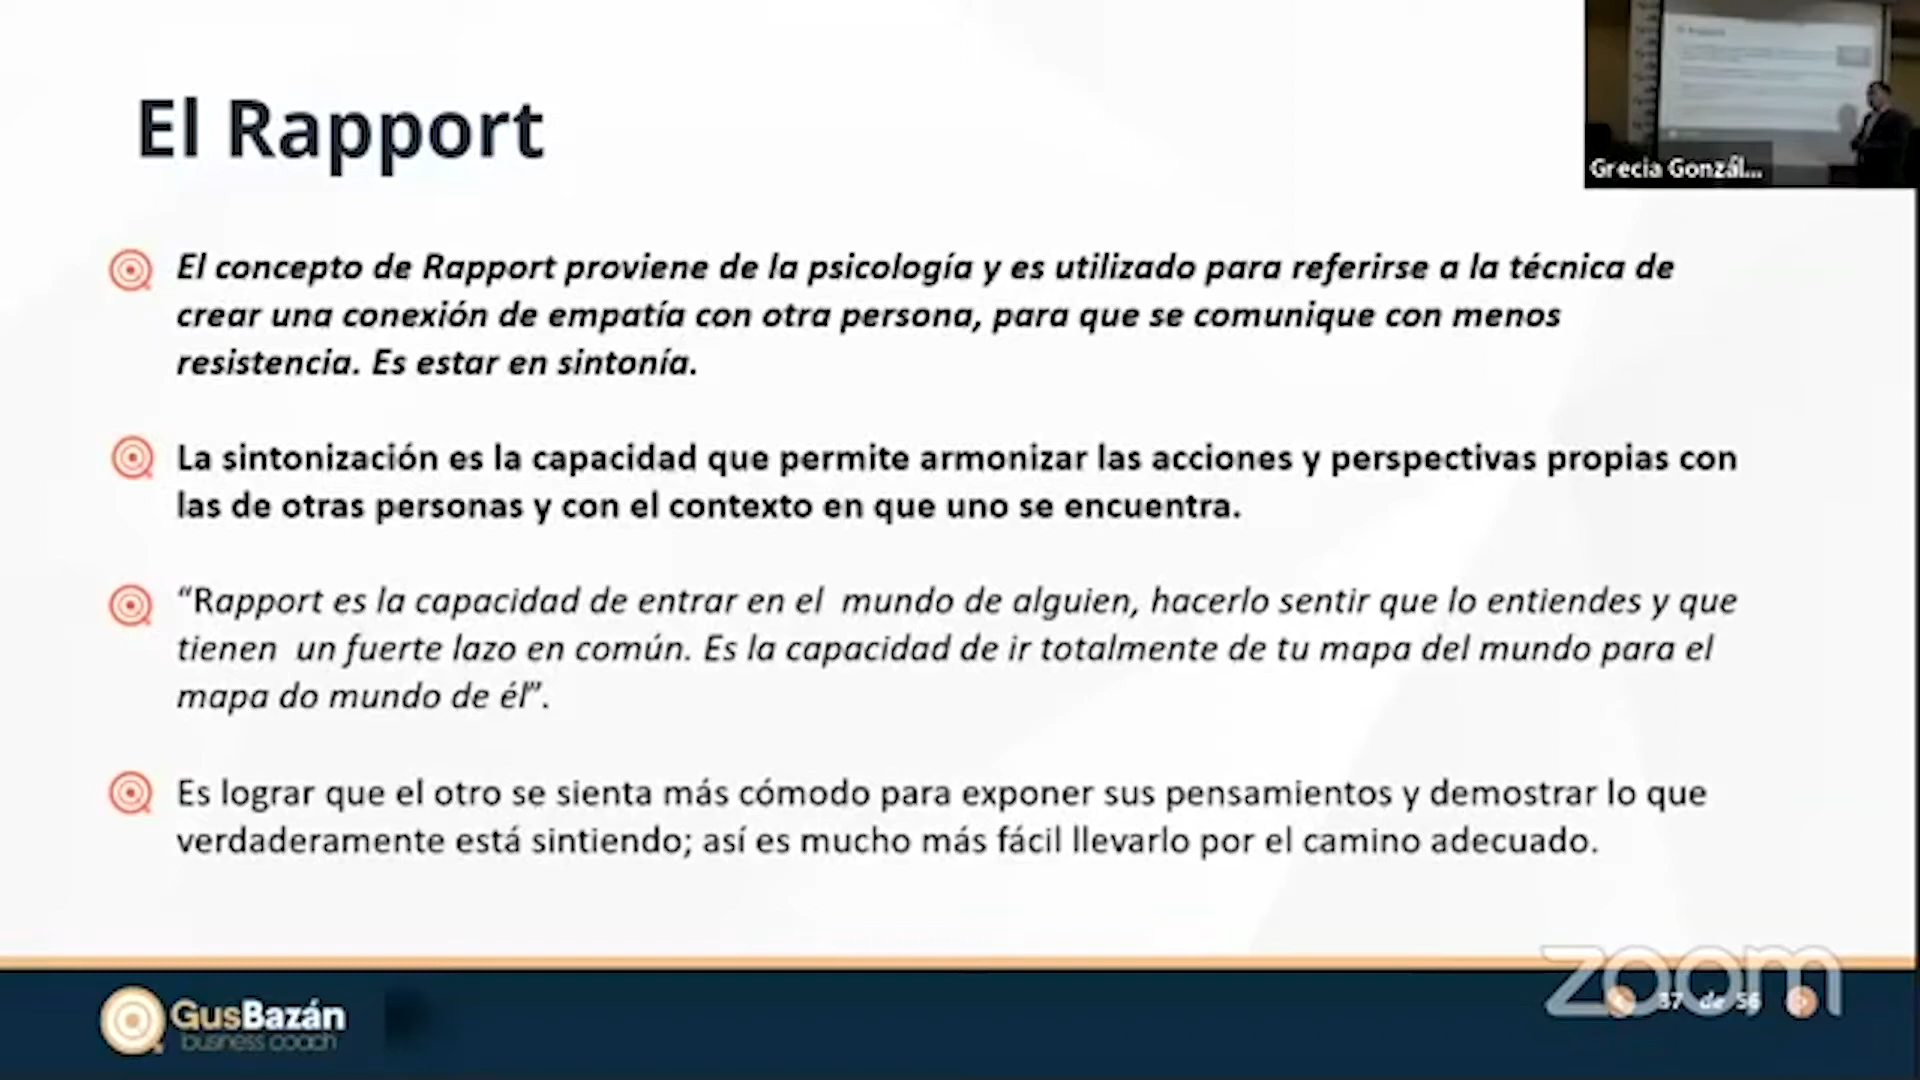 El Rapport
Grecia Gonzál...
El concepto de Rapport proviene de la psicología y es utilizado para referirse a la técnica de
crear una conexión de empatía con otra persona, para que se comunique con menos
resistencia. Es estar en sintonía.
La sintonización es la capacidad que permite armonizar las acciones y perspectivas propias con
las de otras personas y con el contexto en que uno se encuentra.
“Rapport es la capacidad de entrar en el  mundo de alguien, hacerlo sentir que lo entiendes y que
tienen  un fuerte lazo en común. Es la capacidad de ir totalmente de tu mapa del mundo para el
mapa do mundo de él”.
Es lograr que el otro se sienta más cómodo para exponer sus pensamientos y demostrar lo que
verdaderamente está sintiendo; así es mucho más fácil llevarlo por el camino adecuado.
GusBazán
business coach
37 de 56
zoom